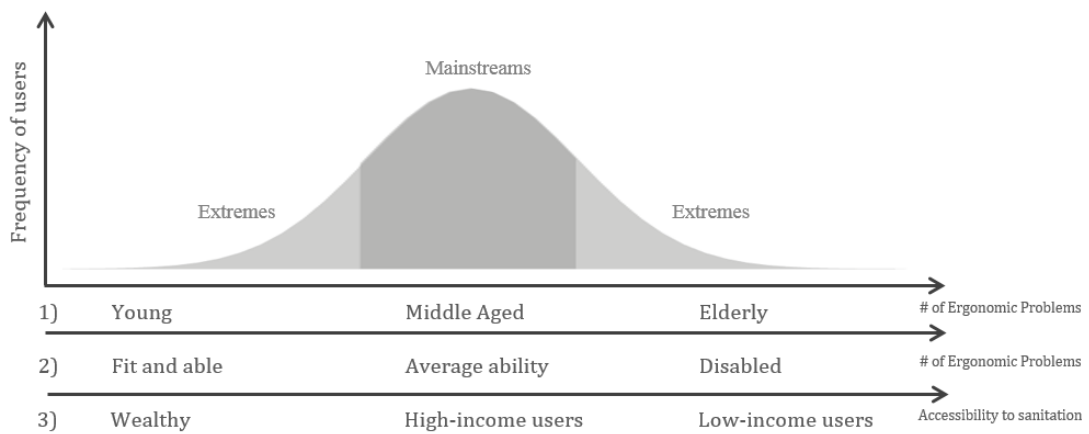 Frequency of users
Mainstreams
Extremes
Extremes
1) Young Middle Aged Elderly # of Ergonomic Problems
2) Fit and able Average ability Disabled # of Ergonomic Problems
3) Wealthy High-income users Low-income users Accessibility to sanitation